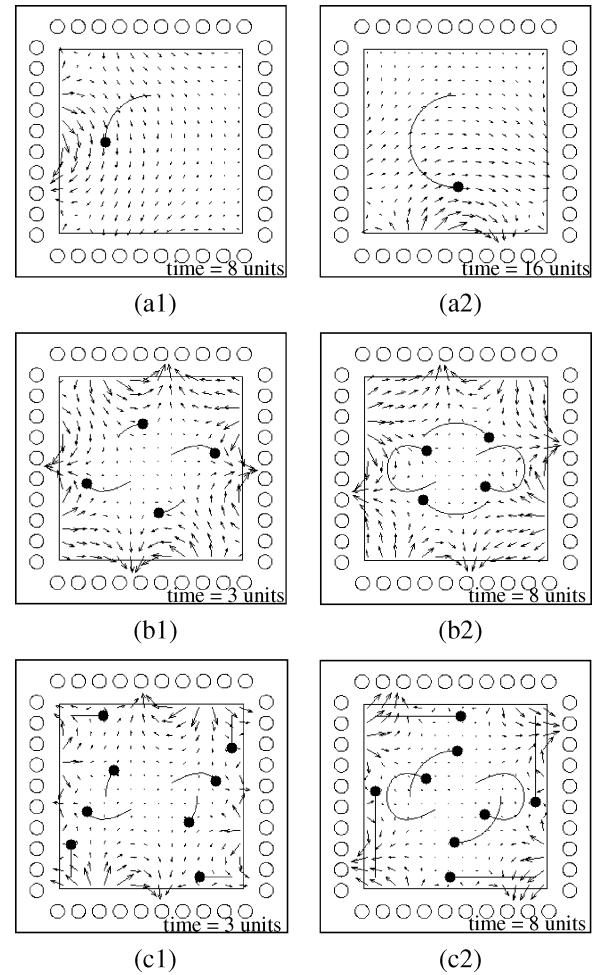 time = 8 units
time = 16 units
(a1)
(a2)
time = 3 units
time = 8 units
(b1)
(b2)
time = 3 units
time = 8 units
(c1)
(c2)